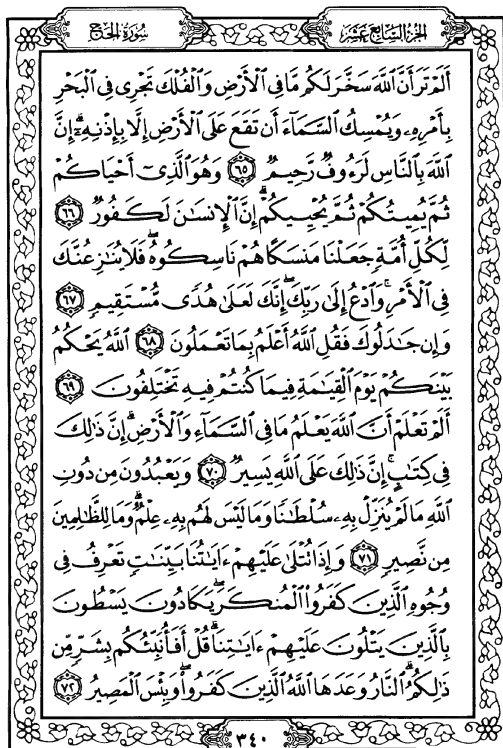 الجزء السابع عشر
سورة الحج
أَلَمْ تَرَ أَنَّ ٱللَّهَ سَخَّرَ لَكُم مَّا فِى ٱلْأَرْضِ وَٱلْفُلْكَ تَجْرِى فِى ٱلْبَحْرِ
بِأَمْرِهِۦ وَيُمْسِكُ ٱلسَّمَآءَ أَن تَقَعَ عَلَى ٱلْأَرْضِ إِلَّا بِإِذْنِهِۦٓ ۗ إِنَّ
ٱللَّهَ بِٱلنَّاسِ لَرَءُوفٌ رَّحِيمٌ ٦٥ وَهُوَ ٱلَّذِىٓ أَحْيَاكُمْ
ثُمَّ يُمِيتُكُمْ ثُمَّ يُحْيِيكُمْ ۗ إِنَّ ٱلْإِنسَٰنَ لَكَفُورٌ ٦٦
لِّكُلِّ أُمَّةٍ جَعَلْنَا مَنسَكًا هُمْ نَاسِكُوهُ ۖ فَلَا يُنَٰزِعُنَّكَ
فِى ٱلْأَمْرِ ۚ وَٱدْعُ إِلَىٰ رَبِّكَ ۖ إِنَّكَ لَعَلَىٰ هُدًى مُّسْتَقِيمٍ ٦٧
وَإِن جَٰدَلُوكَ فَقُلِ ٱللَّهُ أَعْلَمُ بِمَا تَعْمَلُونَ ٦٨ ٱللَّهُ يَحْكُمُ
بَيْنَكُمْ يَوْمَ ٱلْقِيَٰمَةِ فِيمَا كُنتُمْ فِيهِ تَخْتَلِفُونَ ٦٩
أَلَمْ تَعْلَمْ أَنَّ ٱللَّهَ يَعْلَمُ مَا فِى ٱلسَّمَآءِ وَٱلْأَرْضِ ۗ إِنَّ ذَٰلِكَ
فِى كِتَٰبٍ ۚ إِنَّ ذَٰلِكَ عَلَى ٱللَّهِ يَسِيرٌ ٧٠ وَيَعْبُدُونَ مِن دُونِ
ٱللَّهِ مَا لَمْ يُنَزِّلْ بِهِۦ سُلْطَٰنًا وَمَا لَيْسَ لَهُم بِهِۦ عِلْمٌ ۗ وَمَا لِلظَّٰلِمِينَ
مِن نَّصِيرٍ ٧١ وَإِذَا تُتْلَىٰ عَلَيْهِمْ ءَايَٰتُنَا بَيِّنَٰتٍ تَعْرِفُ فِى
وُجُوهِ ٱلَّذِينَ كَفَرُوا۟ ٱلْمُنكَرَ ۖ يَكَادُونَ يَسْطُونَ
بِٱلَّذِينَ يَتْلُونَ عَلَيْهِمْ ءَايَٰتِنَا ۗ قُلْ أَفَأُنَبِّئُكُم بِشَرٍّ مِّن
ذَٰلِكُمُ ۗ ٱلنَّارُ وَعَدَهَا ٱللَّهُ ٱلَّذِينَ كَفَرُوا۟ ۖ وَبِئْسَ ٱلْمَصِيرُ ٧٢
٣٤٠